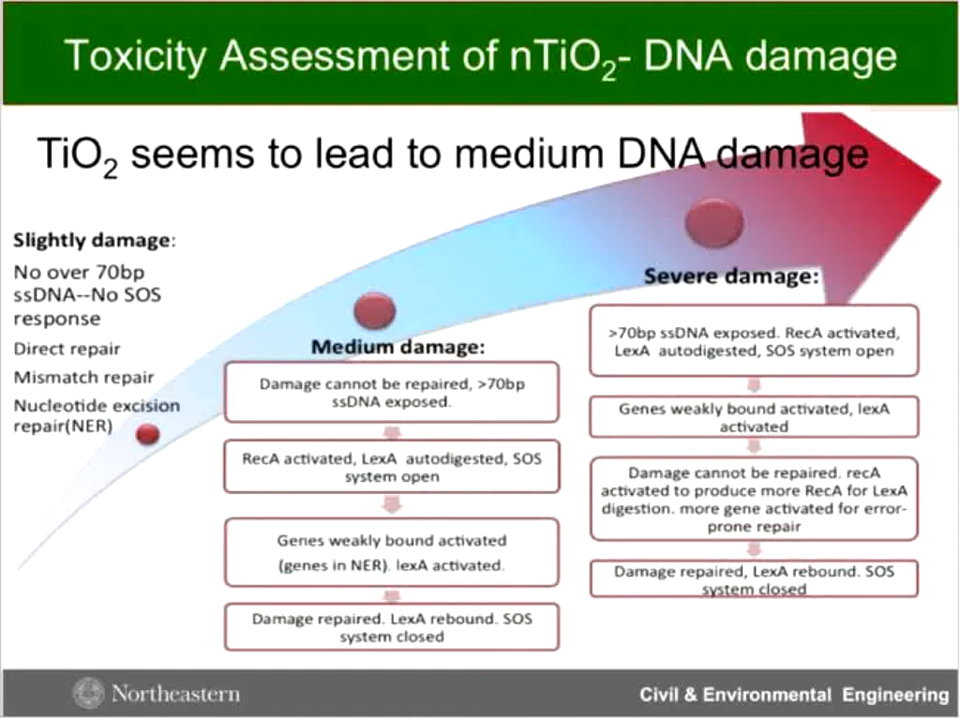 Toxicity Assessment of nTiO₂- DNA damage
TiO₂ seems to lead to medium DNA damage
Slightly damage:
No over 70bp
ssDNA--No SOS
response
Direct repair
Mismatch repair
Nucleotide excision
repair(NER)
Medium damage:
Damage cannot be repaired, >70bp
ssDNA exposed.
RecA activated, LexA autodigested, SOS
system open
Genes weakly bound activated
(genes in NER). lexA activated.
Damage repaired. LexA rebound. SOS
system closed
Severe damage:
>70bp ssDNA exposed. RecA activated,
LexA autodigested, SOS system open
Genes weakly bound activated, lexA
activated
Damage cannot be repaired. recA
activated to produce more RecA for LexA
digestion. more gene activated for error-
prone repair
Damage repaired, LexA rebound. SOS
system closed
Northeastern
Civil & Environmental Engineering